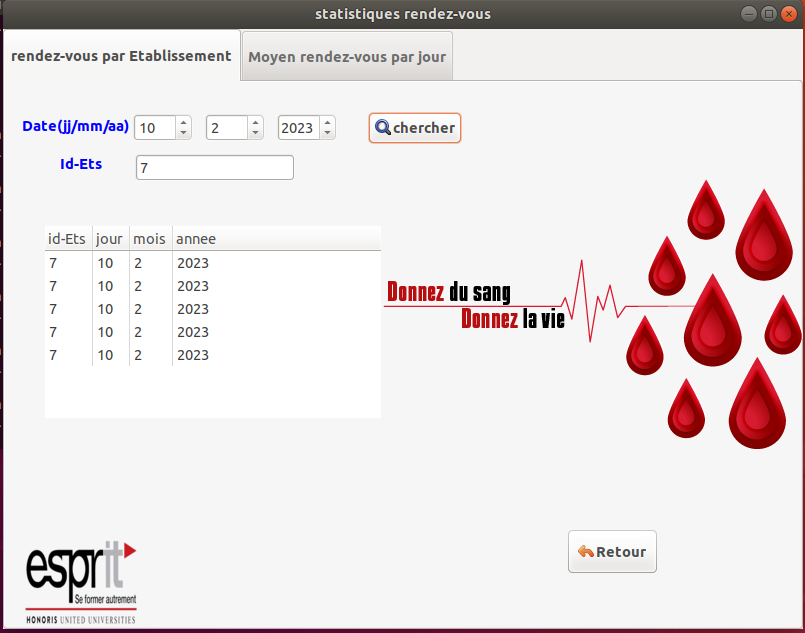 statistiques rendez-vous
rendez-vous par Etablissement
Moyen rendez-vous par jour
Date(jj/mm/aa) 10 2 2023 chercher
Id-Ets 7
id-Ets jour mois annee
7 10 2 2023
7 10 2 2023
7 10 2 2023
7 10 2 2023
7 10 2 2023
Donnez du sang
Donnez la vie
Retour
esprit
Se former autrement
HONORIS UNITED UNIVERSITIES